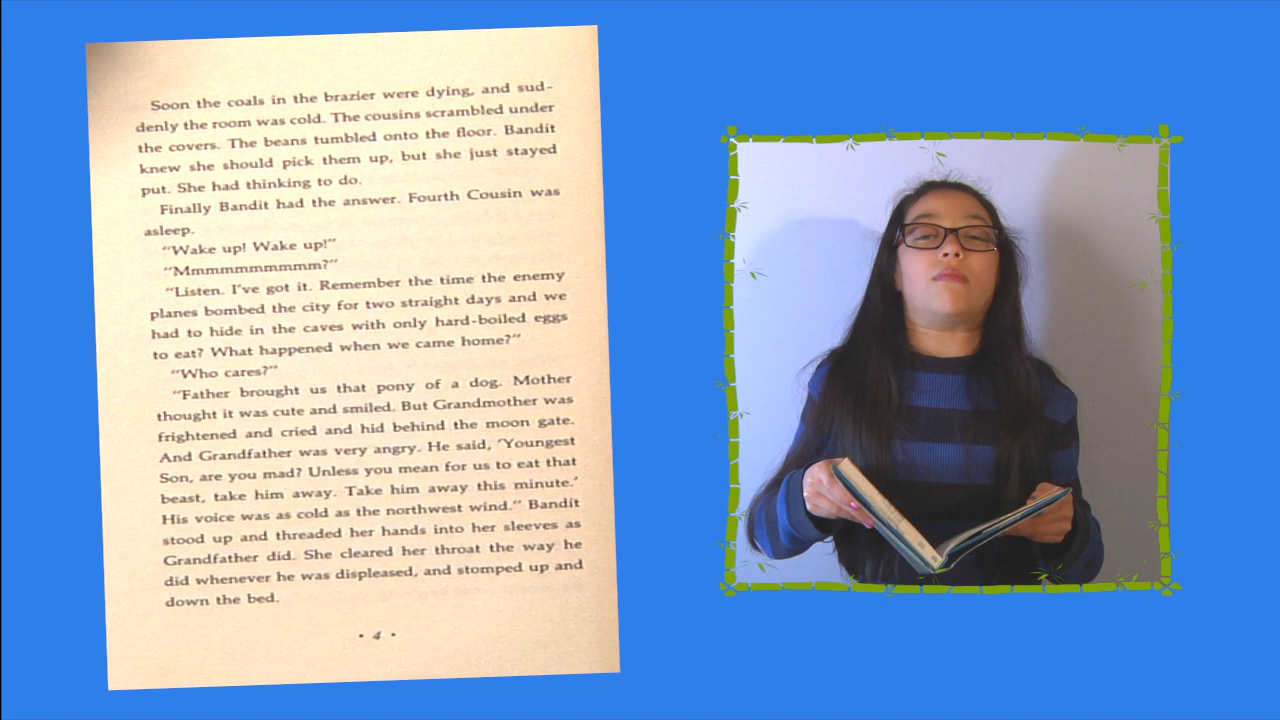 Soon the coals in the brazier were dying, and sud-
denly the room was cold. The cousins scrambled under
the covers. The beans tumbled onto the floor. Bandit
knew she should pick them up, but she just stayed
put. She had thinking to do.
Finally Bandit had the answer. Fourth Cousin was
asleep.
“Wake up! Wake up!”
“Mmmmmmmmmm?”
“Listen. I’ve got it. Remember the time the enemy
planes bombed the city for two straight days and we
had to hide in the caves with only hard-boiled eggs
to eat? What happened when we came home?”
“Who cares?”
“Father brought us that pony of a dog. Mother
thought it was cute and smiled. But Grandmother was
frightened and cried and hid behind the moon gate.
And Grandfather was very angry. He said, ‘Youngest
Son, are you mad? Unless you mean for us to eat that
beast, take him away. Take him away this minute.’
His voice was as cold as the northwest wind.” Bandit
stood up and threaded her hands into her sleeves as
Grandfather did. She cleared her throat the way he
did whenever he was displeased, and stomped up and
down the bed.
• 4 •